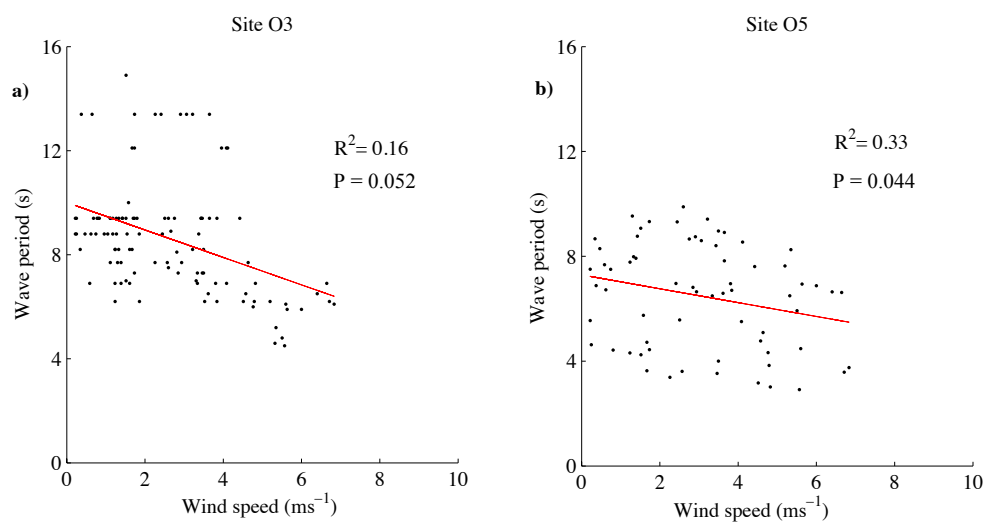 Site O3
a)
16
12
8
4
0
R²= 0.16
P = 0.052
Wave period (s)
0 2 4 6 8 10
Wind speed (ms⁻¹)
Site O5
b)
16
12
8
4
0
R²= 0.33
P = 0.044
Wave period (s)
0 2 4 6 8 10
Wind speed (ms⁻¹)